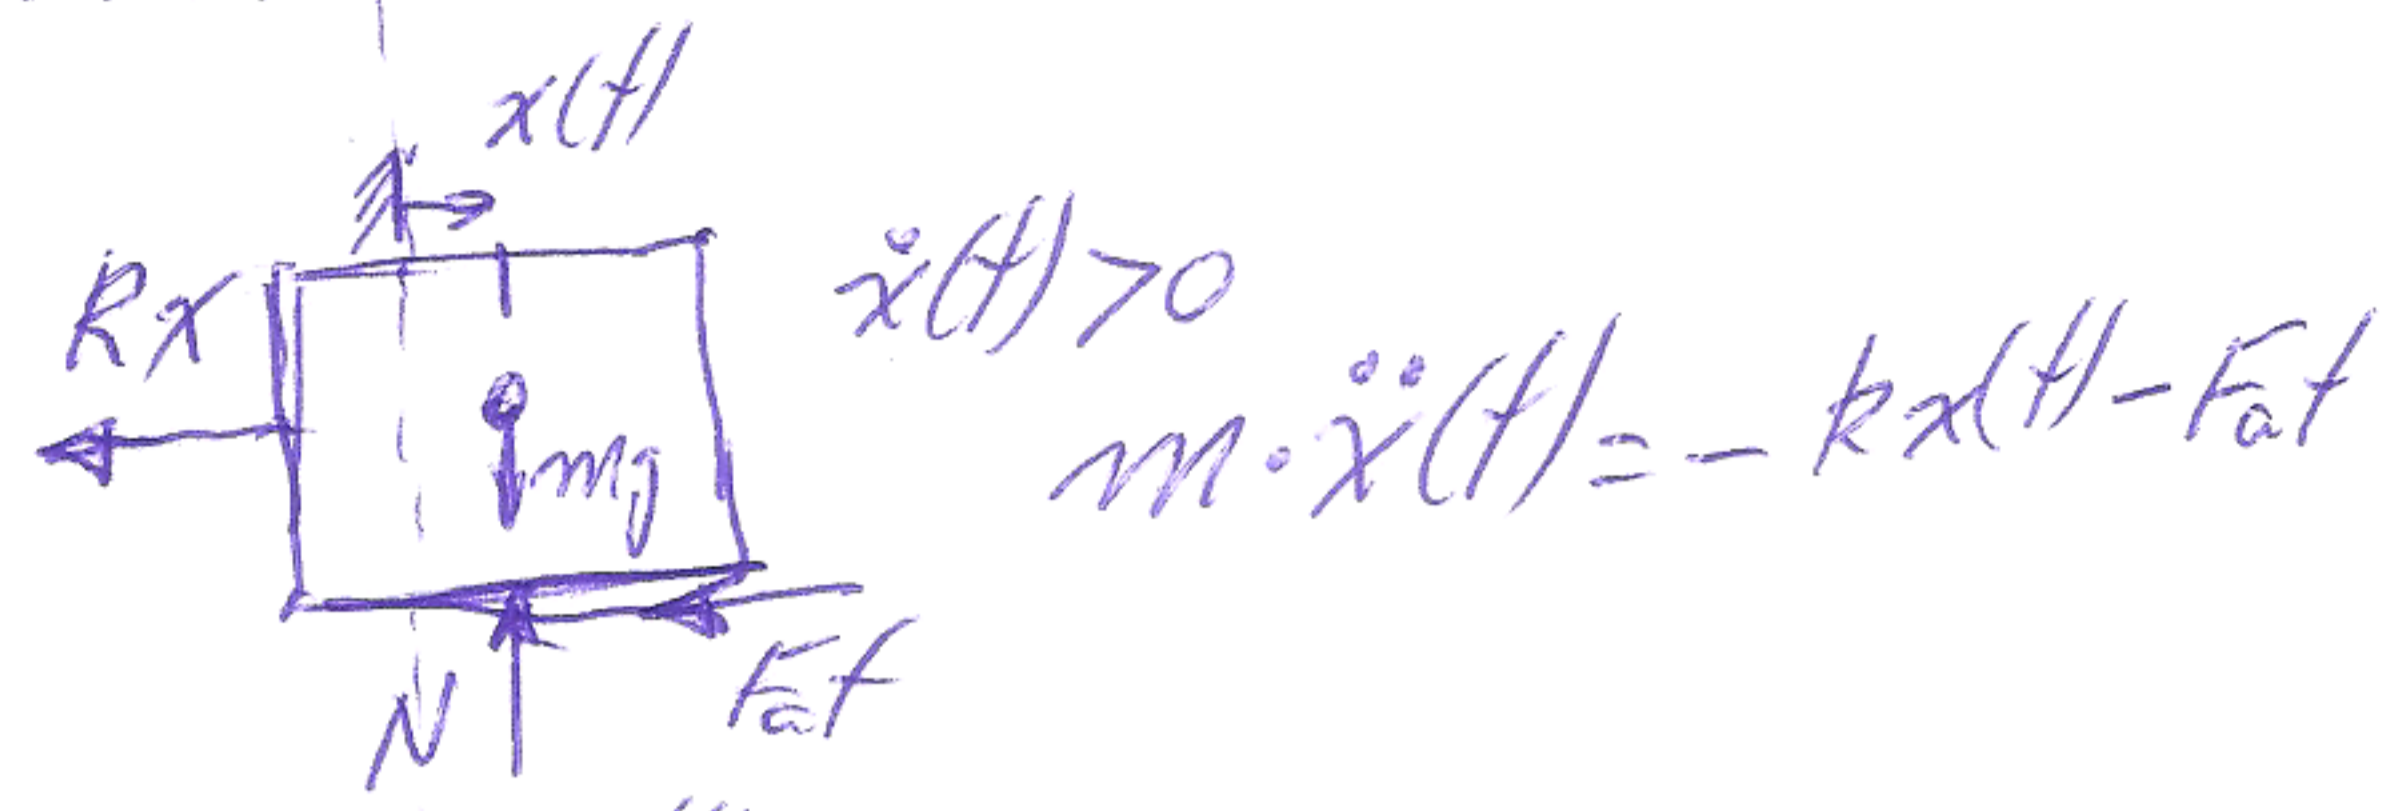 x(t)
kx
ẋ(t)>0
m·ẍ(t)=-kx(t)-Fat
mg
N
Fat